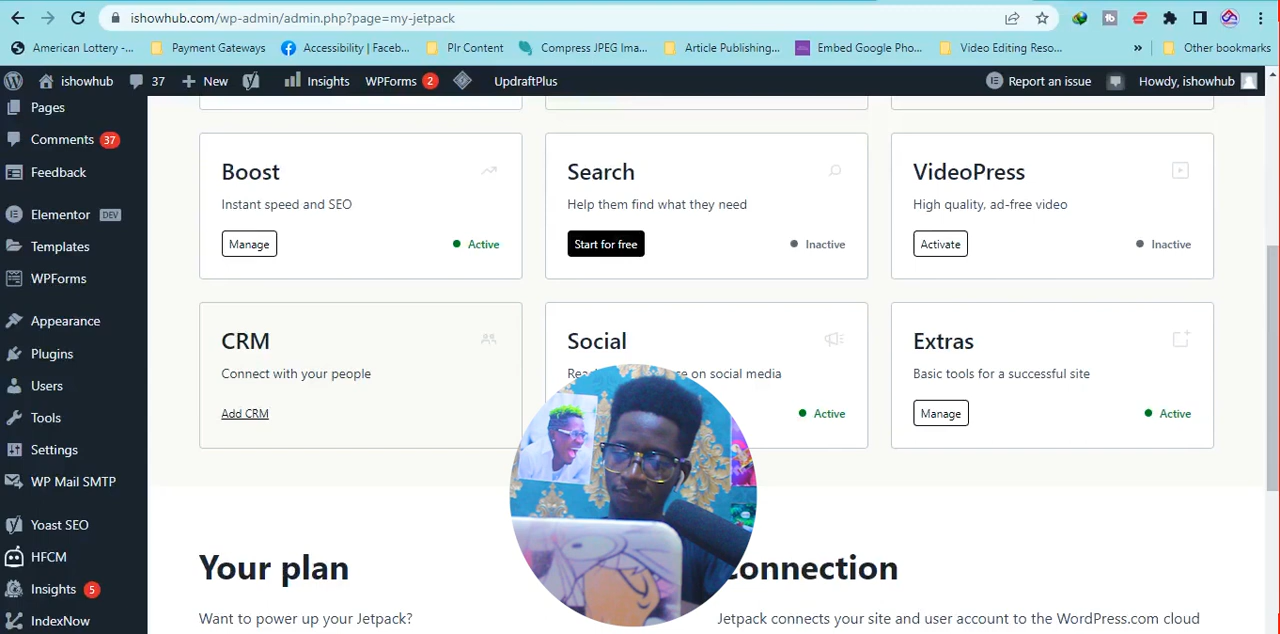 ishowhub.com/wp-admin/admin.php?page=my-jetpack
American Lottery -... Payment Gateways Accessibility | Faceb... Plr Content Compress JPEG Ima... Article Publishing... Embed Google Pho... Video Editing Reso... » Other bookmarks
ishowhub 37 New Insights WPForms 2 UpdraftPlus Report an issue Howdy, ishowhub
Pages
Comments 37
Feedback
Elementor DEV
Templates
WPForms
Appearance
Plugins
Users
Tools
Settings
WP Mail SMTP
Yoast SEO
HFCM
Insights 5
IndexNow
Boost
Instant speed and SEO
Manage Active
Search
Help them find what they need
Start for free Inactive
VideoPress
High quality, ad-free video
Activate Inactive
CRM
Connect with your people
Add CRM
Social
on social media
Active
Extras
Basic tools for a successful site
Manage Active
Your plan
Want to power up your Jetpack?
onnection
Jetpack connects your site and user account to the WordPress.com cloud